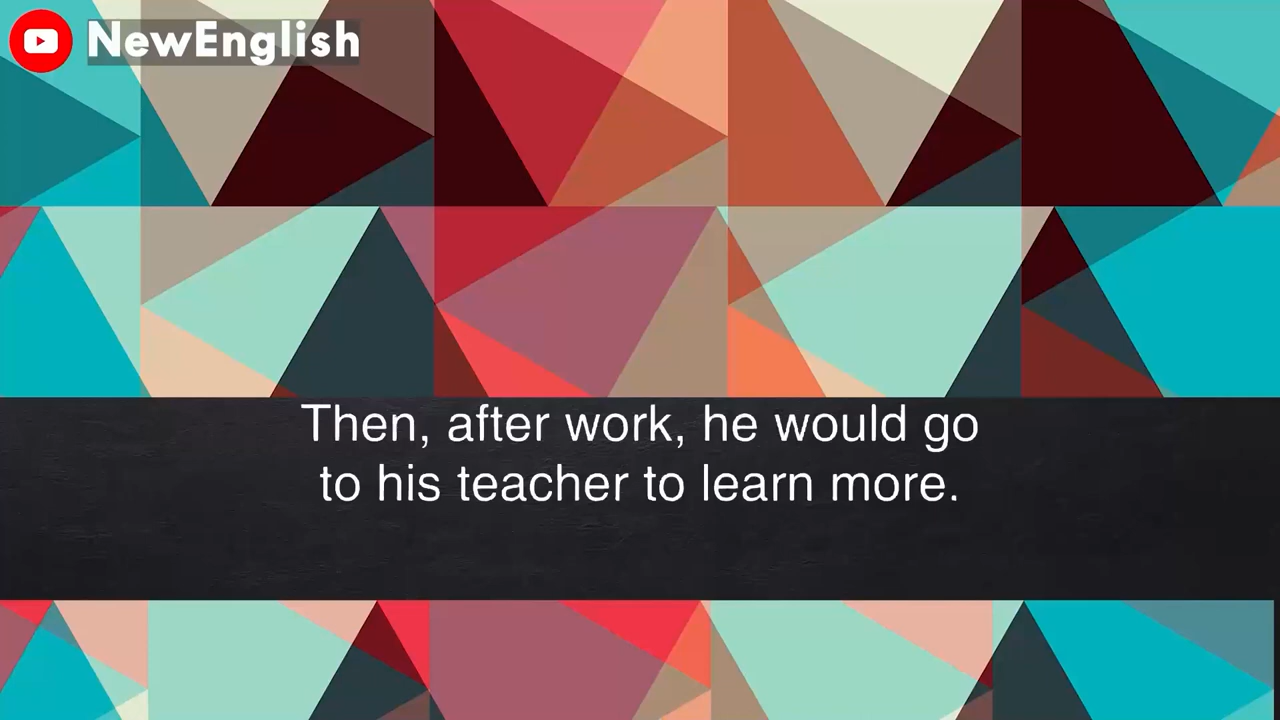 NewEnglish
Then, after work, he would go
to his teacher to learn more.